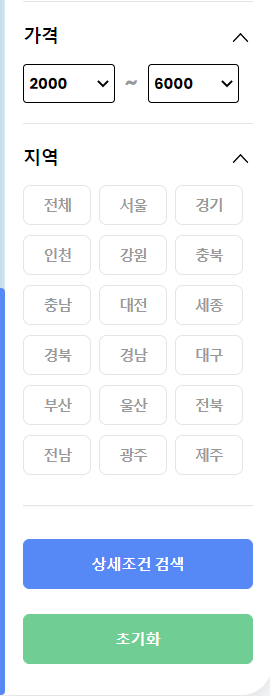 가격
2000 ~ 6000
지역
전체 서울 경기
인천 강원 충북
충남 대전 세종
경북 경남 대구
부산 울산 전북
전남 광주 제주
상세조건 검색
초기화